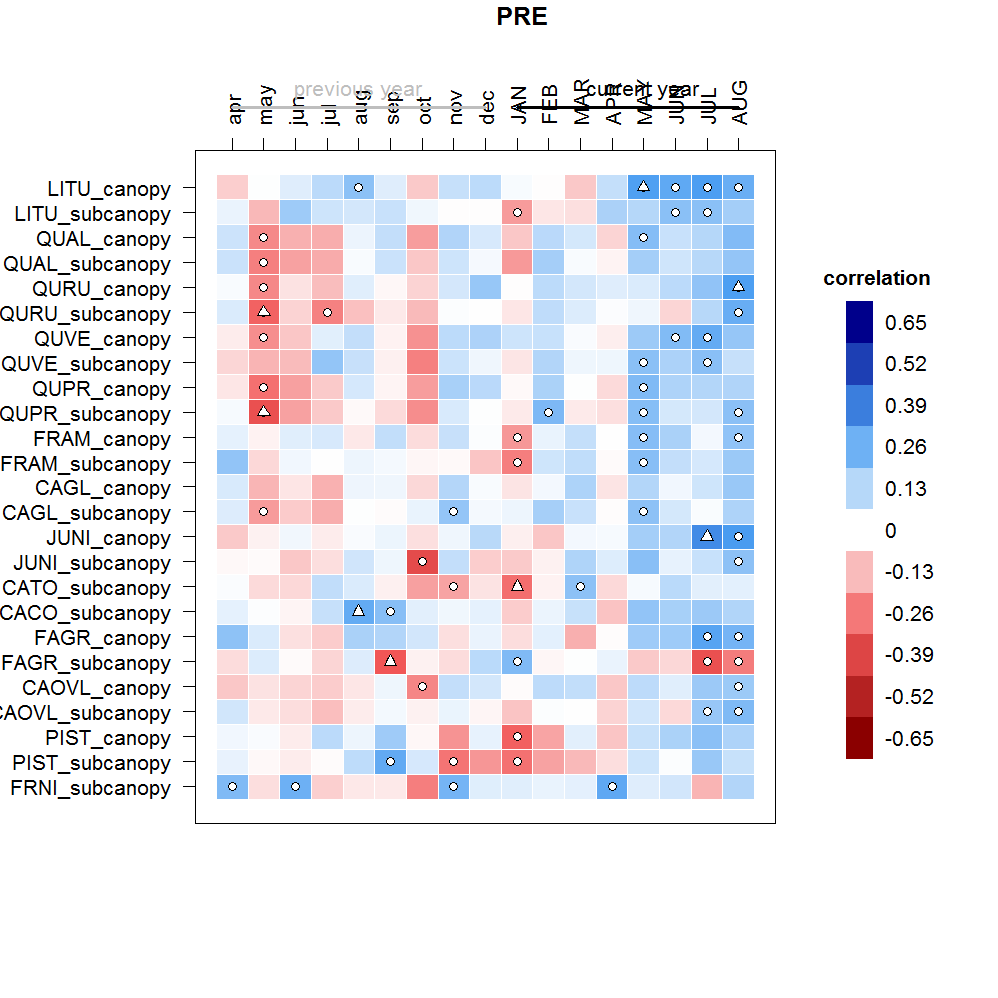 PRE
previous year
current year
apr may jun jul aug sep oct nov dec JAN FEB MAR APR MAY JUN JUL AUG
LITU_canopy
LITU_subcanopy
QUAL_canopy
QUAL_subcanopy
QURU_canopy
QURU_subcanopy
QUVE_canopy
QUVE_subcanopy
QUPR_canopy
QUPR_subcanopy
FRAM_canopy
FRAM_subcanopy
CAGL_canopy
CAGL_subcanopy
JUNI_canopy
JUNI_subcanopy
CATO_subcanopy
CACO_subcanopy
FAGR_canopy
FAGR_subcanopy
CAOVL_canopy
CAOVL_subcanopy
PIST_canopy
PIST_subcanopy
FRNI_subcanopy
correlation
0.65
0.52
0.39
0.26
0.13
0
-0.13
-0.26
-0.39
-0.52
-0.65